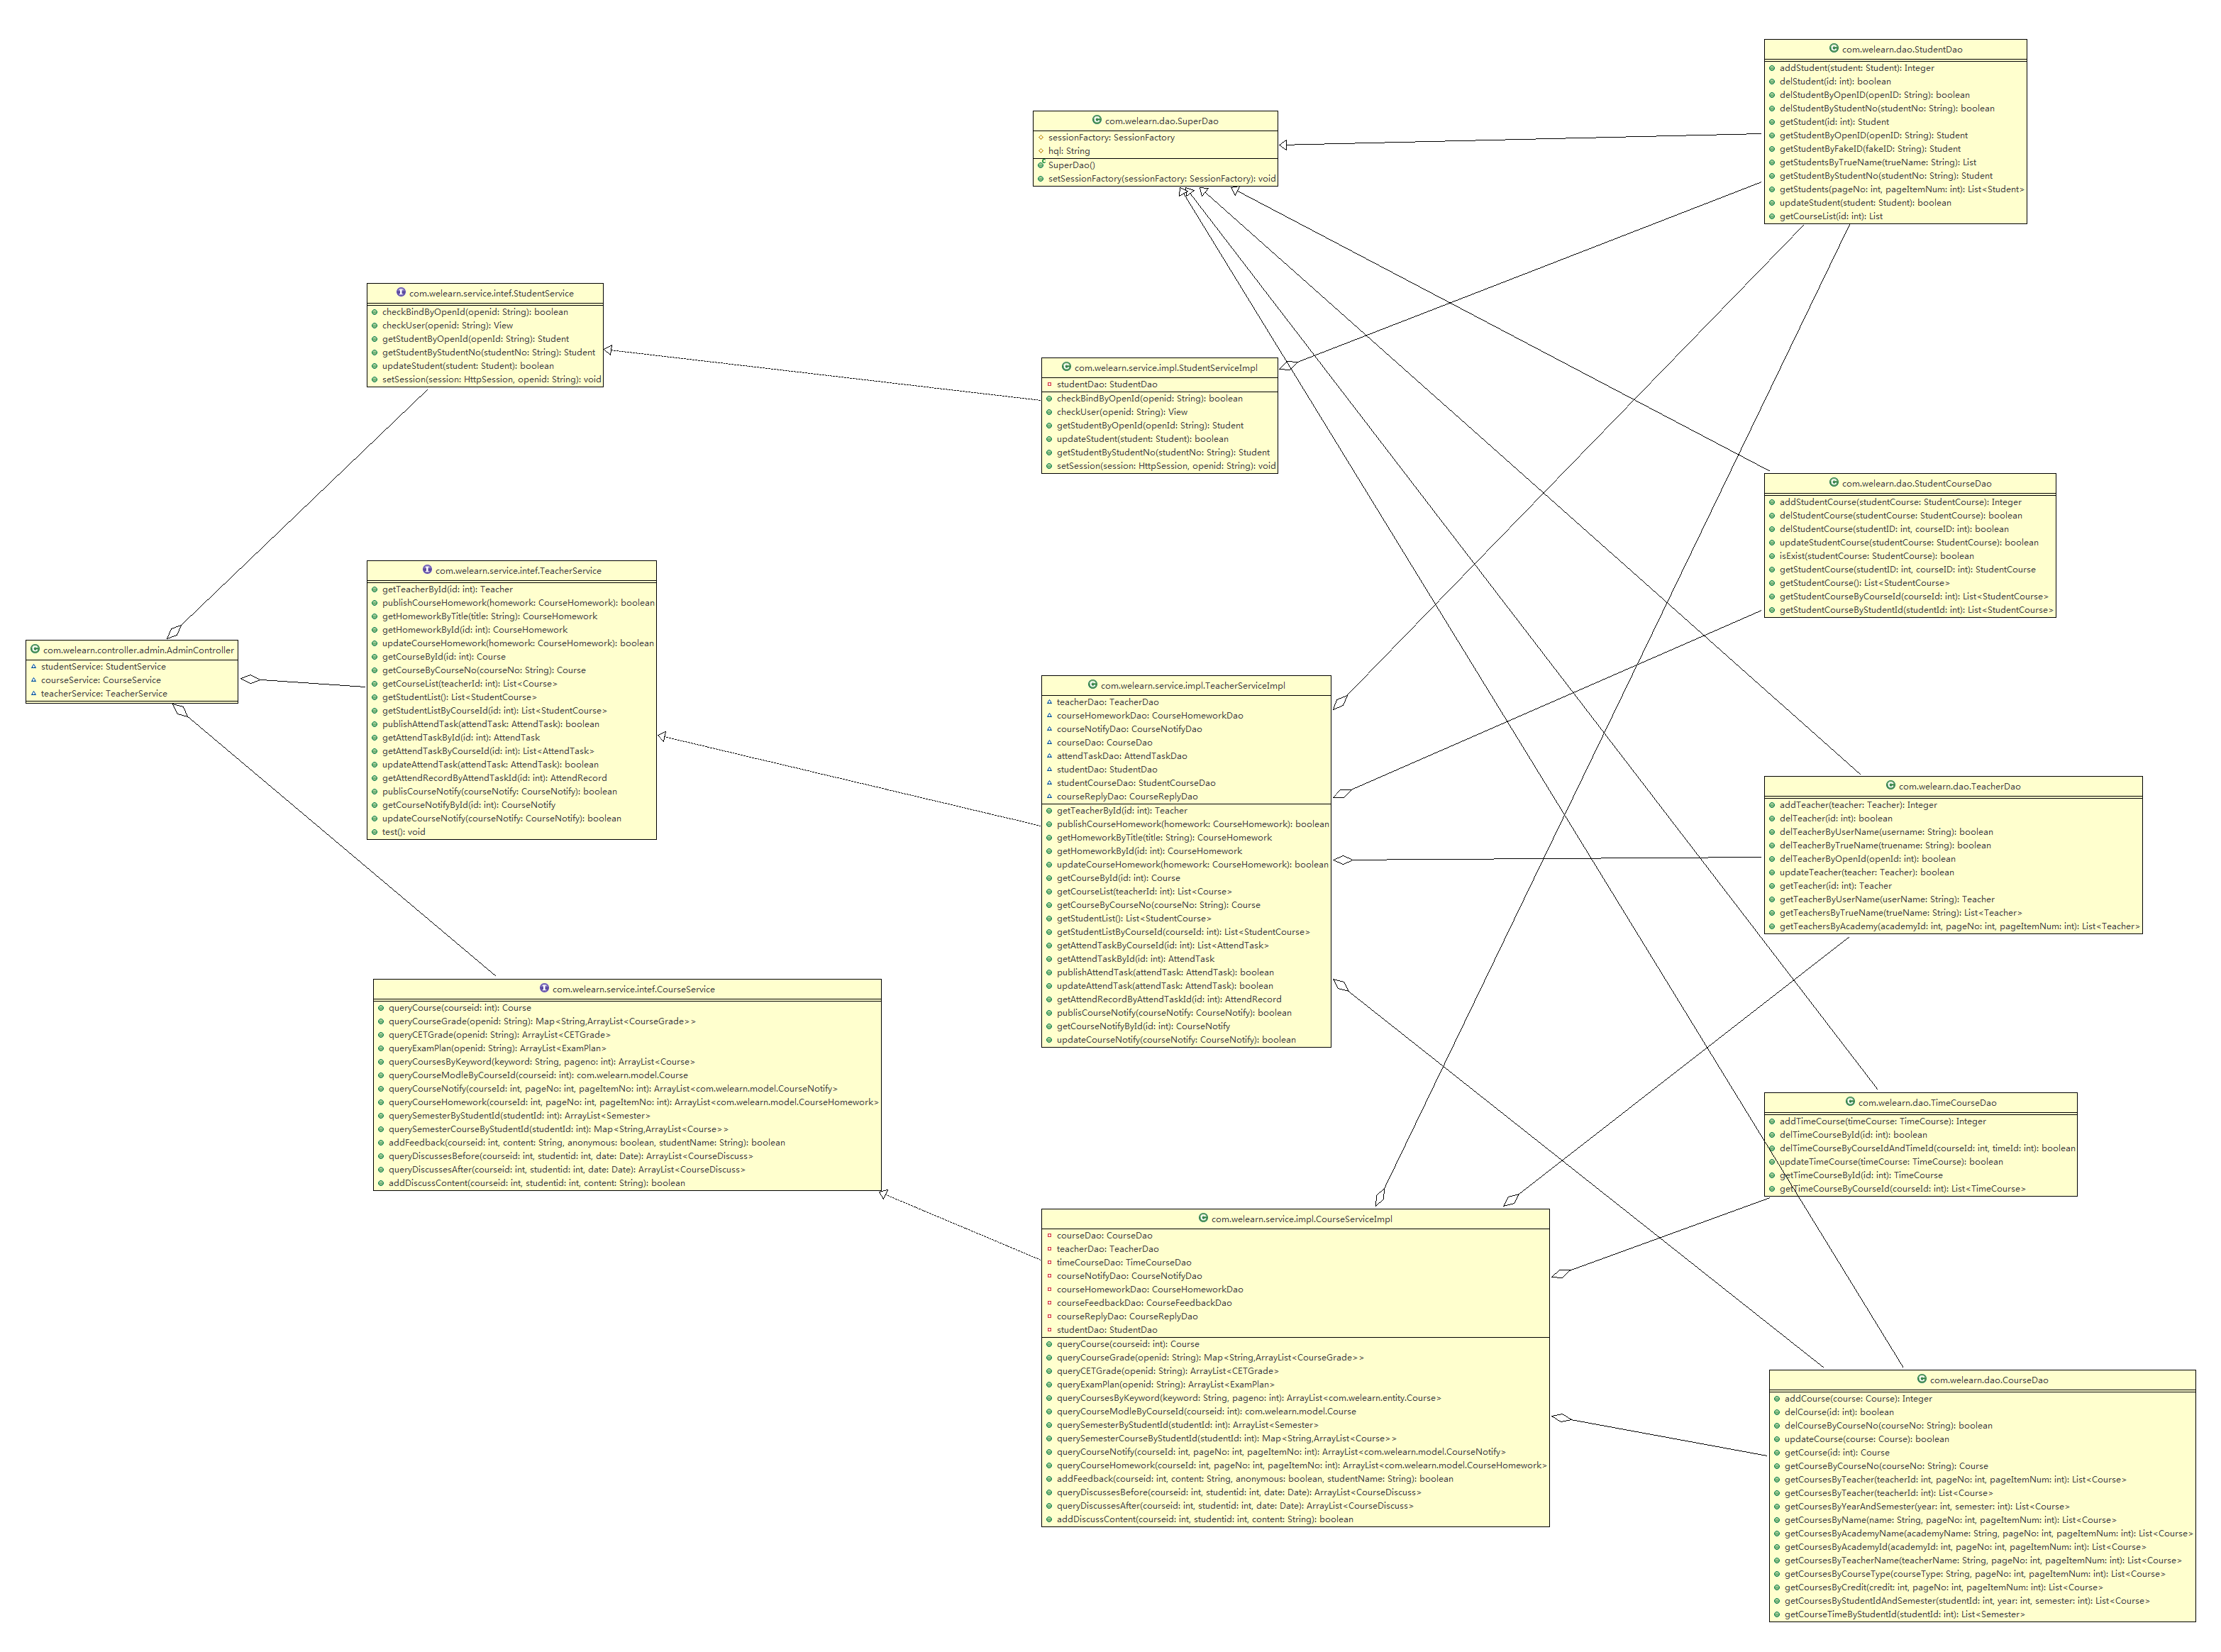 com.welearn.dao.StudentDao
addStudent(student: Student): Integer
delStudent(id: int): boolean
delStudentByOpenID(openID: String): boolean
delStudentByStudentNo(studentNo: String): boolean
getStudent(id: int): Student
getStudentByOpenID(openID: String): Student
getStudentByFakeID(fakeID: String): Student
getStudentsByTrueName(trueName: String): List
getStudentByStudentNo(studentNo: String): Student
getStudents(pageNo: int, pageItemNum: int): List<Student>
updateStudent(student: Student): boolean
getCourseList(id: int): List
com.welearn.dao.SuperDao
sessionFactory: SessionFactory
hql: String
SuperDao()
setSessionFactory(sessionFactory: SessionFactory): void
com.welearn.service.intef.StudentService
checkBindByOpenId(openid: String): boolean
checkUser(openid: String): View
getStudentByOpenId(openId: String): Student
getStudentByStudentNo(studentNo: String): Student
updateStudent(student: Student): boolean
setSession(session: HttpSession, openid: String): void
com.welearn.service.impl.StudentServiceImpl
studentDao: StudentDao
checkBindByOpenId(openid: String): boolean
checkUser(openid: String): View
getStudentByOpenId(openId: String): Student
updateStudent(student: Student): boolean
getStudentByStudentNo(studentNo: String): Student
setSession(session: HttpSession, openid: String): void
com.welearn.dao.StudentCourseDao
addStudentCourse(studentCourse: StudentCourse): Integer
delStudentCourse(studentCourse: StudentCourse): boolean
delStudentCourse(studentID: int, courseID: int): boolean
updateStudentCourse(studentCourse: StudentCourse): boolean
isExist(studentCourse: StudentCourse): boolean
getStudentCourse(studentID: int, courseID: int): StudentCourse
getStudentCourse(): List<StudentCourse>
getStudentCourseByCourseId(courseId: int): List<StudentCourse>
getStudentCourseByStudentId(studentId: int): List<StudentCourse>
com.welearn.service.intef.TeacherService
getTeacherById(id: int): Teacher
publishCourseHomework(homework: CourseHomework): boolean
getHomeworkByTitle(title: String): CourseHomework
getHomeworkById(id: int): CourseHomework
updateCourseHomework(homework: CourseHomework): boolean
getCourseById(id: int): Course
getCourseByCourseNo(courseNo: String): Course
getCourseList(teacherId: int): List<Course>
getStudentList(): List<StudentCourse>
getStudentListByCourseId(id: int): List<StudentCourse>
publishAttendTask(attendTask: AttendTask): boolean
getAttendTaskById(id: int): AttendTask
getAttendTaskByCourseId(id: int): List<AttendTask>
updateAttendTask(attendTask: AttendTask): boolean
getAttendRecordByAttendTaskId(id: int): AttendRecord
publisCourseNotify(courseNotify: CourseNotify): boolean
getCourseNotifyById(id: int): CourseNotify
updateCourseNotify(courseNotify: CourseNotify): boolean
test(): void
com.welearn.controller.admin.AdminController
studentService: StudentService
courseService: CourseService
teacherService: TeacherService
com.welearn.service.impl.TeacherServiceImpl
teacherDao: TeacherDao
courseHomeworkDao: CourseHomeworkDao
courseNotifyDao: CourseNotifyDao
courseDao: CourseDao
attendTaskDao: AttendTaskDao
studentDao: StudentDao
studentCourseDao: StudentCourseDao
courseReplyDao: CourseReplyDao
getTeacherById(id: int): Teacher
publishCourseHomework(homework: CourseHomework): boolean
getHomeworkByTitle(title: String): CourseHomework
getHomeworkById(id: int): CourseHomework
updateCourseHomework(homework: CourseHomework): boolean
getCourseById(id: int): Course
getCourseList(teacherId: int): List<Course>
getCourseByCourseNo(courseNo: String): Course
getStudentList(): List<StudentCourse>
getStudentListByCourseId(courseId: int): List<StudentCourse>
getAttendTaskByCourseId(id: int): List<AttendTask>
getAttendTaskById(id: int): AttendTask
publishAttendTask(attendTask: AttendTask): boolean
updateAttendTask(attendTask: AttendTask): boolean
getAttendRecordByAttendTaskId(id: int): AttendRecord
publisCourseNotify(courseNotify: CourseNotify): boolean
getCourseNotifyById(id: int): CourseNotify
updateCourseNotify(courseNotify: CourseNotify): boolean
com.welearn.dao.TeacherDao
addTeacher(teacher: Teacher): Integer
delTeacher(id: int): boolean
delTeacherByUserName(username: String): boolean
delTeacherByTrueName(truename: String): boolean
delTeacherByOpenId(openId: int): boolean
updateTeacher(teacher: Teacher): boolean
getTeacher(id: int): Teacher
getTeacherByUserName(userName: String): Teacher
getTeachersByTrueName(trueName: String): List<Teacher>
getTeachersByAcademy(academyId: int, pageNo: int, pageItemNum: int): List<Teacher>
com.welearn.service.intef.CourseService
queryCourse(courseid: int): Course
queryCourseGrade(openid: String): Map<String,ArrayList<CourseGrade>>
queryCETGrade(openid: String): ArrayList<CETGrade>
queryExamPlan(openid: String): ArrayList<ExamPlan>
queryCoursesByKeyword(keyword: String, pageno: int): ArrayList<Course>
queryCourseModleByCourseId(courseid: int): com.welearn.model.Course
queryCourseNotify(courseId: int, pageNo: int, pageItemNo: int): ArrayList<com.welearn.model.CourseNotify>
queryCourseHomework(courseId: int, pageNo: int, pageItemNo: int): ArrayList<com.welearn.model.CourseHomework>
querySemesterByStudentId(studentId: int): ArrayList<Semester>
querySemesterCourseByStudentId(studentId: int): Map<String,ArrayList<Course>>
addFeedback(courseid: int, content: String, anonymous: boolean, studentName: String): boolean
queryDiscussesBefore(courseid: int, studentid: int, date: Date): ArrayList<CourseDiscuss>
queryDiscussesAfter(courseid: int, studentid: int, date: Date): ArrayList<CourseDiscuss>
addDiscussContent(courseid: int, studentid: int, content: String): boolean
com.welearn.dao.TimeCourseDao
addTimeCourse(timeCourse: TimeCourse): Integer
delTimeCourseById(id: int): boolean
delTimeCourseByCourseIdAndTimeId(courseId: int, timeId: int): boolean
updateTimeCourse(timeCourse: TimeCourse): boolean
getTimeCourseById(id: int): TimeCourse
getTimeCourseByCourseId(courseId: int): List<TimeCourse>
com.welearn.service.impl.CourseServiceImpl
courseDao: CourseDao
teacherDao: TeacherDao
timeCourseDao: TimeCourseDao
courseNotifyDao: CourseNotifyDao
courseHomeworkDao: CourseHomeworkDao
courseFeedbackDao: CourseFeedbackDao
courseReplyDao: CourseReplyDao
studentDao: StudentDao
queryCourse(courseid: int): Course
queryCourseGrade(openid: String): Map<String,ArrayList<CourseGrade>>
queryCETGrade(openid: String): ArrayList<CETGrade>
queryExamPlan(openid: String): ArrayList<ExamPlan>
queryCoursesByKeyword(keyword: String, pageno: int): ArrayList<com.welearn.entity.Course>
queryCourseModleByCourseId(courseid: int): com.welearn.model.Course
querySemesterByStudentId(studentId: int): ArrayList<Semester>
querySemesterCourseByStudentId(studentId: int): Map<String,ArrayList<Course>>
queryCourseNotify(courseId: int, pageNo: int, pageItemNo: int): ArrayList<com.welearn.model.CourseNotify>
queryCourseHomework(courseId: int, pageNo: int, pageItemNo: int): ArrayList<com.welearn.model.CourseHomework>
addFeedback(courseid: int, content: String, anonymous: boolean, studentName: String): boolean
queryDiscussesBefore(courseid: int, studentid: int, date: Date): ArrayList<CourseDiscuss>
queryDiscussesAfter(courseid: int, studentid: int, date: Date): ArrayList<CourseDiscuss>
addDiscussContent(courseid: int, studentid: int, content: String): boolean
com.welearn.dao.CourseDao
addCourse(course: Course): Integer
delCourse(id: int): boolean
delCourseByCourseNo(courseNo: String): boolean
updateCourse(course: Course): boolean
getCourse(id: int): Course
getCourseByCourseNo(courseNo: String): Course
getCoursesByTeacher(teacherId: int, pageNo: int, pageItemNum: int): List<Course>
getCoursesByTeacher(teacherId: int): List<Course>
getCoursesByYearAndSemester(year: int, semester: int): List<Course>
getCoursesByName(name: String, pageNo: int, pageItemNum: int): List<Course>
getCoursesByAcademyName(academyName: String, pageNo: int, pageItemNum: int): List<Course>
getCoursesByAcademyId(academyId: int, pageNo: int, pageItemNum: int): List<Course>
getCoursesByTeacherName(teacherName: String, pageNo: int, pageItemNum: int): List<Course>
getCoursesByCourseType(courseType: String, pageNo: int, pageItemNum: int): List<Course>
getCoursesByCredit(credit: int, pageNo: int, pageItemNum: int): List<Course>
getCoursesByStudentIdAndSemester(studentId: int, year: int, semester: int): List<Course>
getCourseTimeByStudentId(studentId: int): List<Semester>